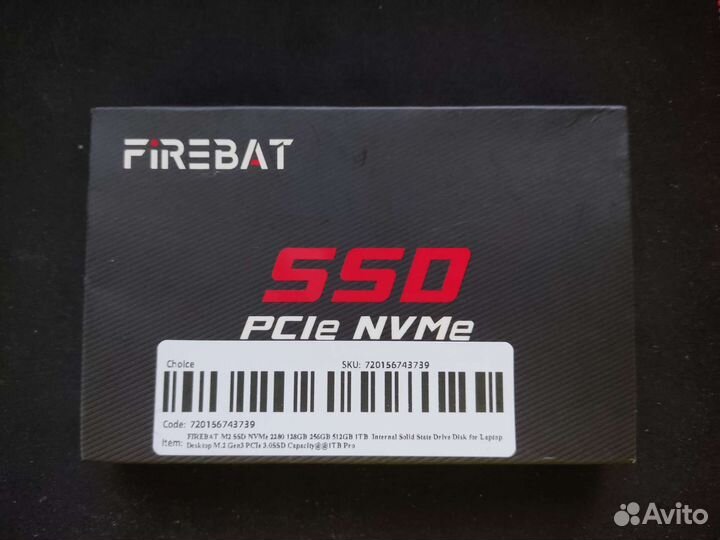 FIREBAT
SSD
PCIe NVMe
Choice SKU: 720156743739
Code: 720156743739
Item: FIREBAT M2 SSD NVMe 2280 128GB 256GB 512GB 1TB Internal Solid State Drive Disk for Laptop
Desktop M.2 Gen3 PCIe 3.0SSD Capacity@@1TB Pro
Avito